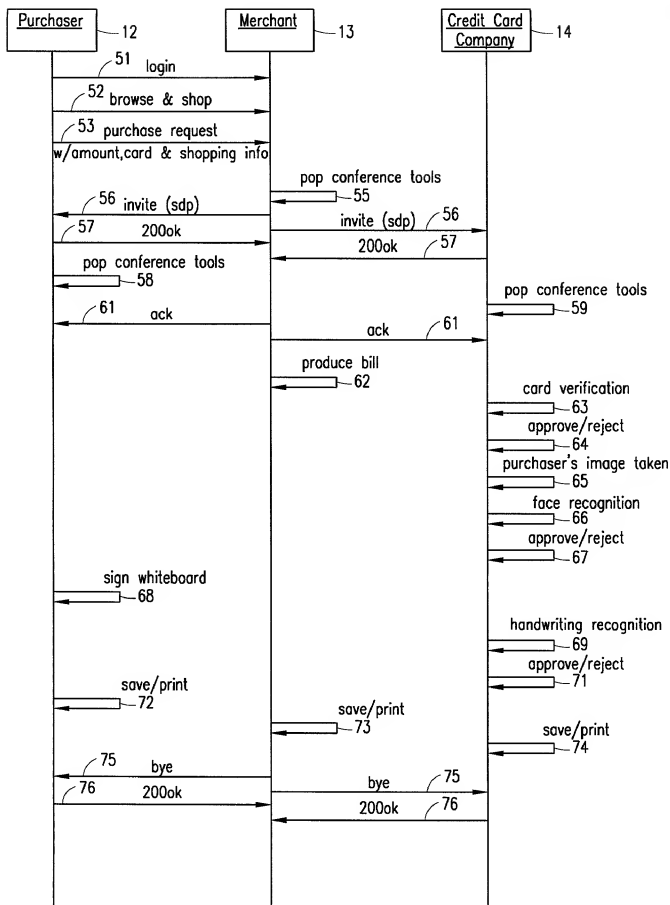 Purchaser
12
Merchant
13
Credit Card
Company
14
51
login
52
browse & shop
53
purchase request
w/amount,card & shopping info
pop conference tools
55
56
invite (sdp)
invite (sdp)
56
57
200ok
200ok
57
pop conference tools
58
pop conference tools
59
61
ack
ack
61
produce bill
62
card verification
63
approve/reject
64
purchaser's image taken
65
face recognition
66
approve/reject
67
sign whiteboard
68
handwriting recognition
69
approve/reject
71
save/print
72
save/print
73
save/print
74
75
bye
bye
75
76
200ok
200ok
76